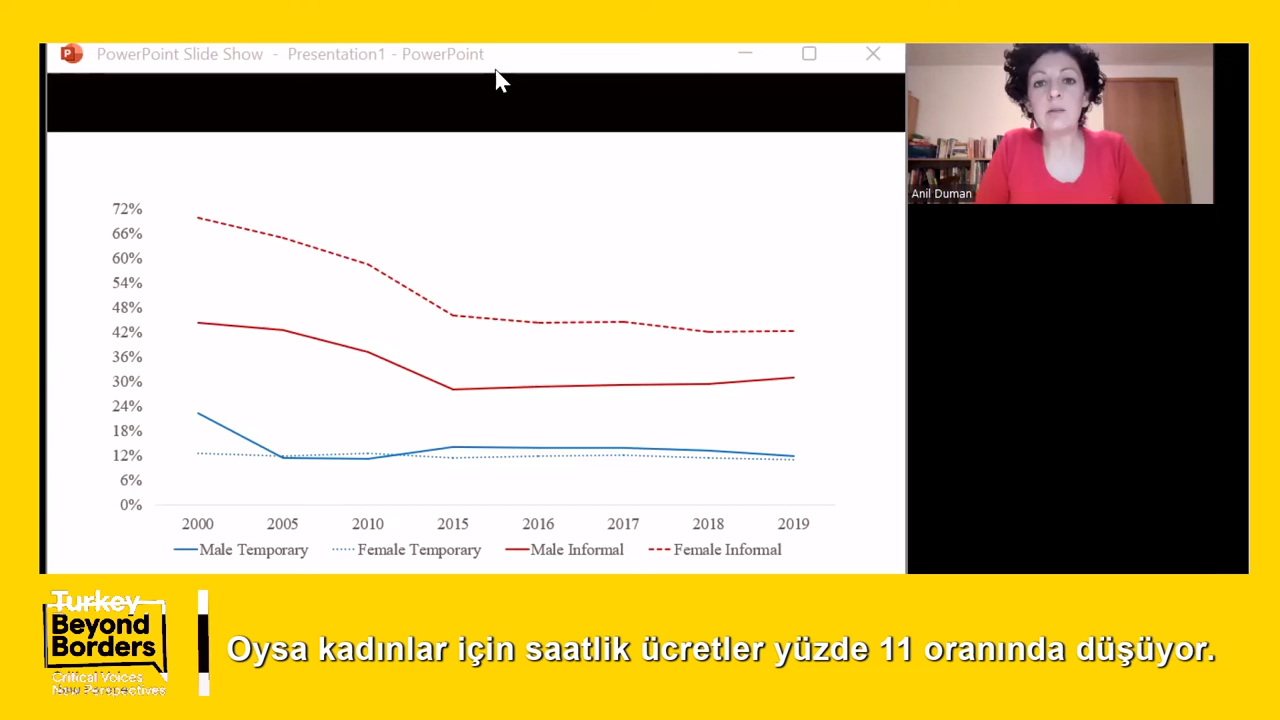 PowerPoint Slide Show - Presentation1 - PowerPoint
Anil Duman
72%
66%
60%
54%
48%
42%
36%
30%
24%
18%
12%
6%
0%
2000 2005 2010 2015 2016 2017 2018 2019
Male Temporary Female Temporary Male Informal Female Informal
Turkey
Beyond
Borders
Critical Voices
New Perspectives
Oysa kadınlar için saatlik ücretler yüzde 11 oranında düşüyor.